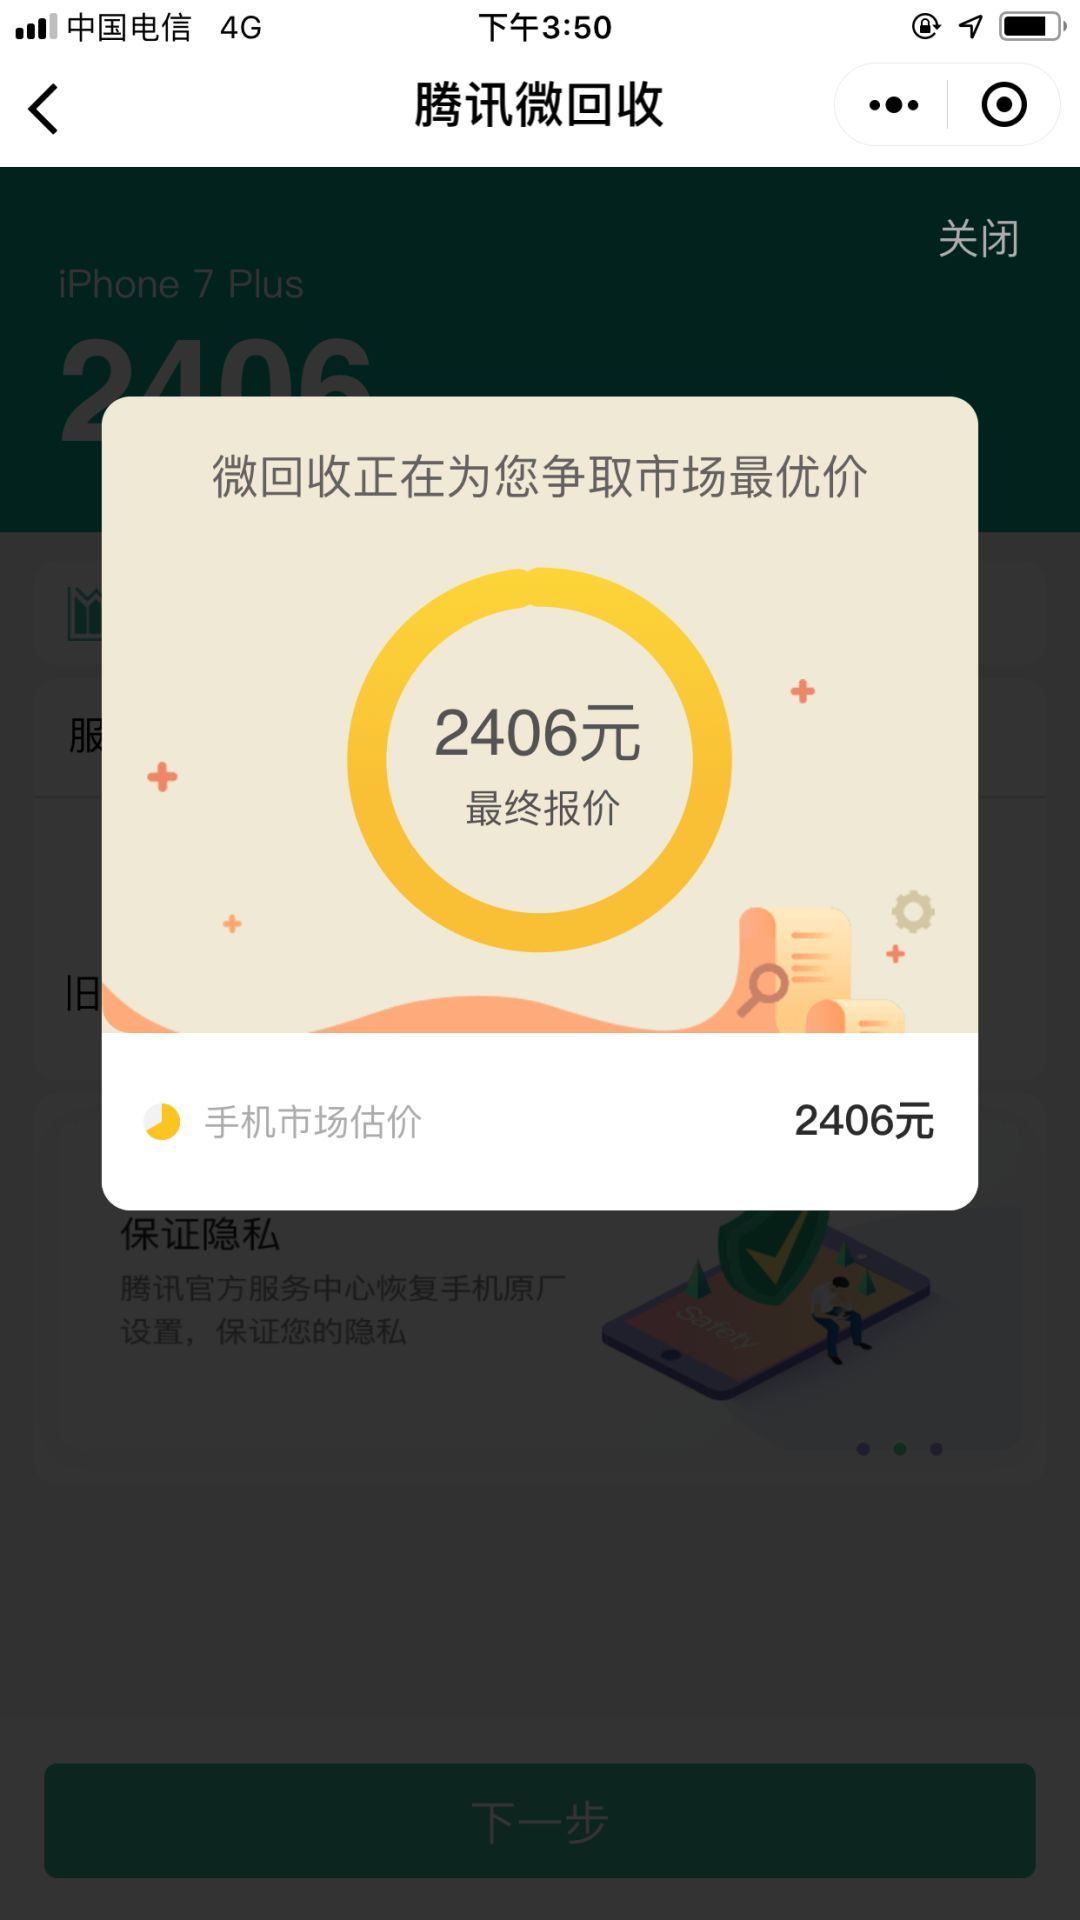 中国电信 4G 下午3:50
腾讯微回收
关闭
iPhone 7 Plus
2406
微回收正在为您争取市场最优价
2406元
最终报价
服
旧
手机市场估价 2406元
保证隐私
腾讯官方服务中心恢复手机原厂
设置，保证您的隐私
Safety
下一步